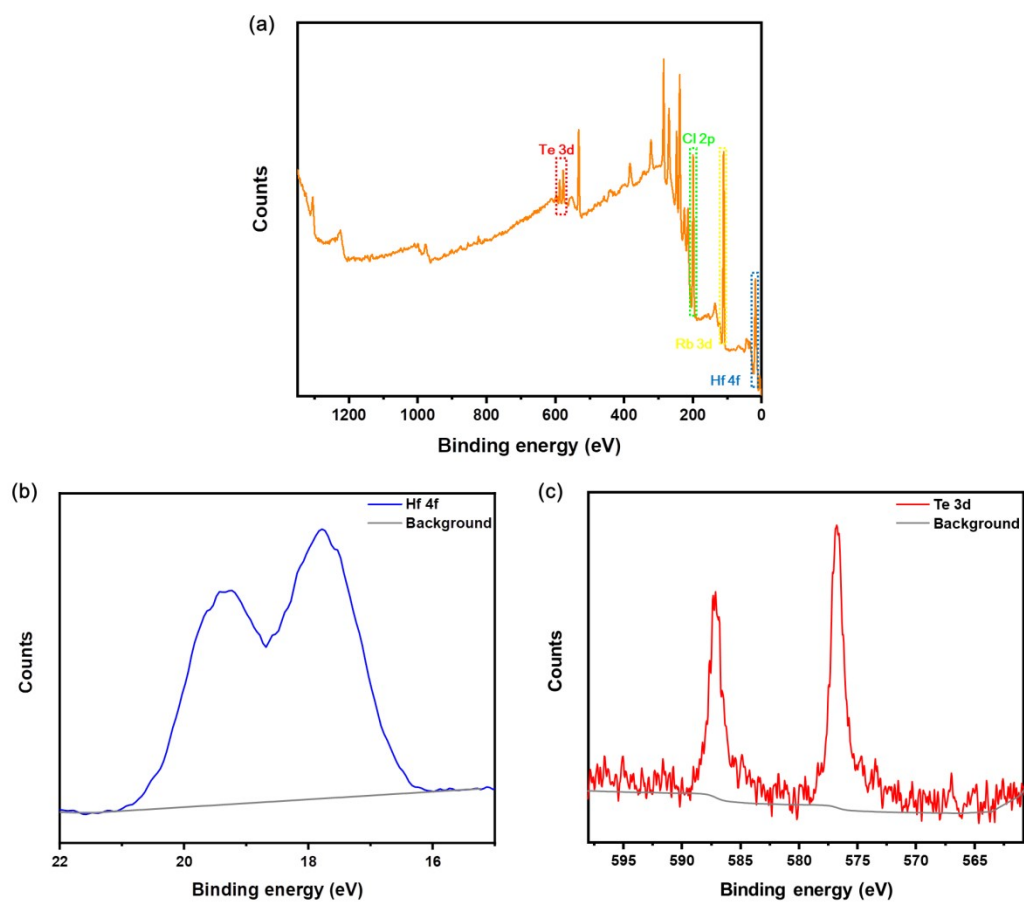 (a)
Te 3d
Cl 2p
Rb 3d
Hf 4f
Counts
1200 1000 800 600 400 200 0
Binding energy (eV)
(b)
Hf 4f
Background
Counts
22 20 18 16
Binding energy (eV)
(c)
Te 3d
Background
Counts
595 590 585 580 575 570 565
Binding energy (eV)